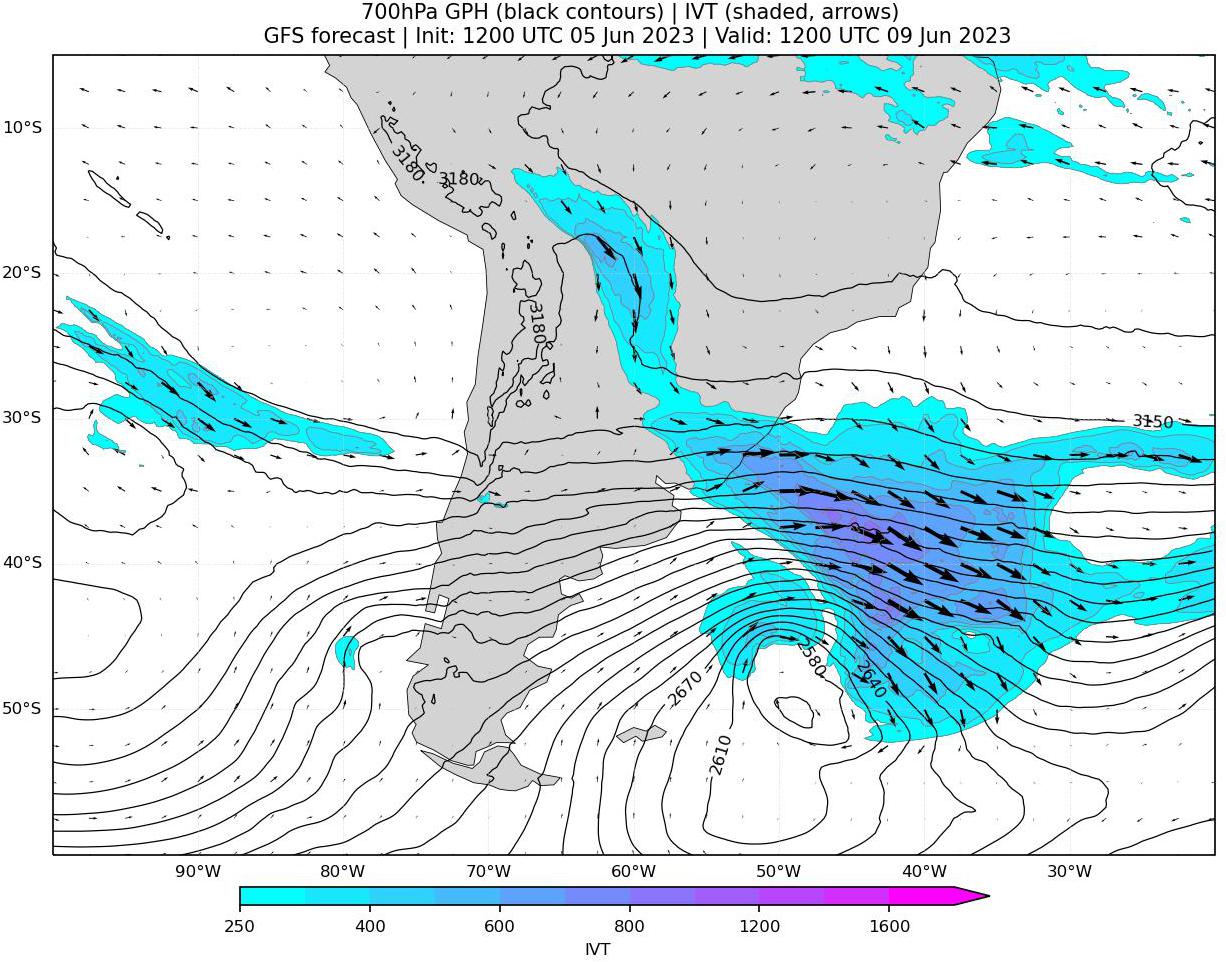 700hPa GPH (black contours) | IVT (shaded, arrows)
GFS forecast | Init: 1200 UTC 05 Jun 2023 | Valid: 1200 UTC 09 Jun 2023
10°S
3180
3180
20°S
3180
30°S
3150
40°S
2580
2640
2670
50°S
2610
90°W 80°W 70°W 60°W 50°W 40°W 30°W
250 400 600 800 1200 1600
IVT